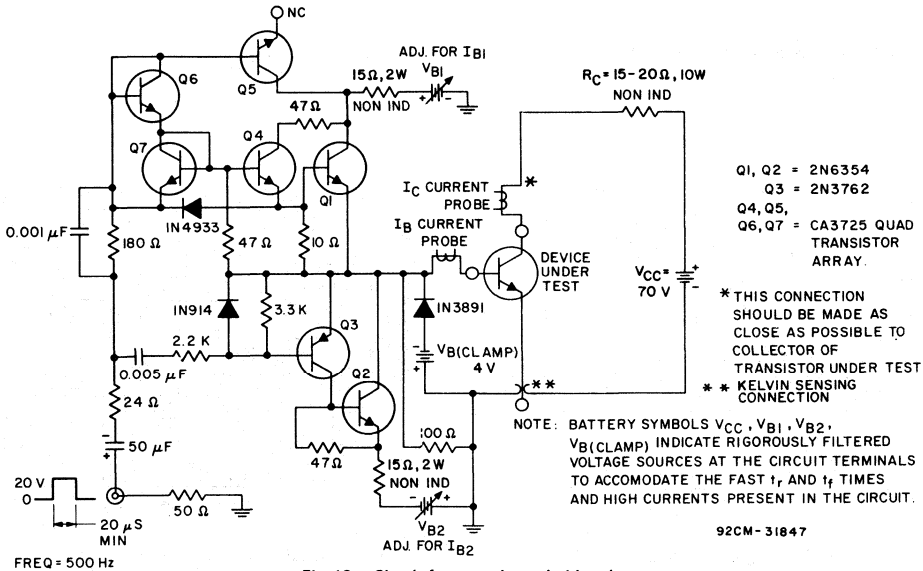 NC
ADJ. FOR IB1
VB1
15Ω, 2W
NON IND
+ -
RC = 15-20Ω, 10W
NON IND
Q6
Q5
47Ω
Q7
Q4
Q1
IC CURRENT
PROBE
*
IB CURRENT
PROBE
Q1, Q2 = 2N6354
Q3 = 2N3762
Q4, Q5,
Q6, Q7 = CA3725 QUAD
TRANSISTOR
ARRAY.
0.001 μF
180 Ω
IN4933
47Ω
10Ω
DEVICE
UNDER
TEST
VCC =
70 V
+
-
* THIS CONNECTION
SHOULD BE MADE AS
CLOSE AS POSSIBLE TO
COLLECTOR OF
TRANSISTOR UNDER TEST
** KELVIN SENSING
CONNECTION
IN914
3.3 K
Q3
IN3891
-
+
VB(CLAMP)
4 V
**
2.2 K
0.005 μF
Q2
24Ω
-
+
50 μF
47Ω
100Ω
15Ω, 2W
NON IND
- +
VB2
ADJ. FOR IB2
NOTE: BATTERY SYMBOLS VCC, VB1, VB2,
VB(CLAMP) INDICATE RIGOROUSLY FILTERED
VOLTAGE SOURCES AT THE CIRCUIT TERMINALS
TO ACCOMODATE THE FAST tr AND tf TIMES
AND HIGH CURRENTS PRESENT IN THE CIRCUIT.
20 V
0
20 μS
MIN
50 Ω
92CM-31847
FREQ = 500 Hz